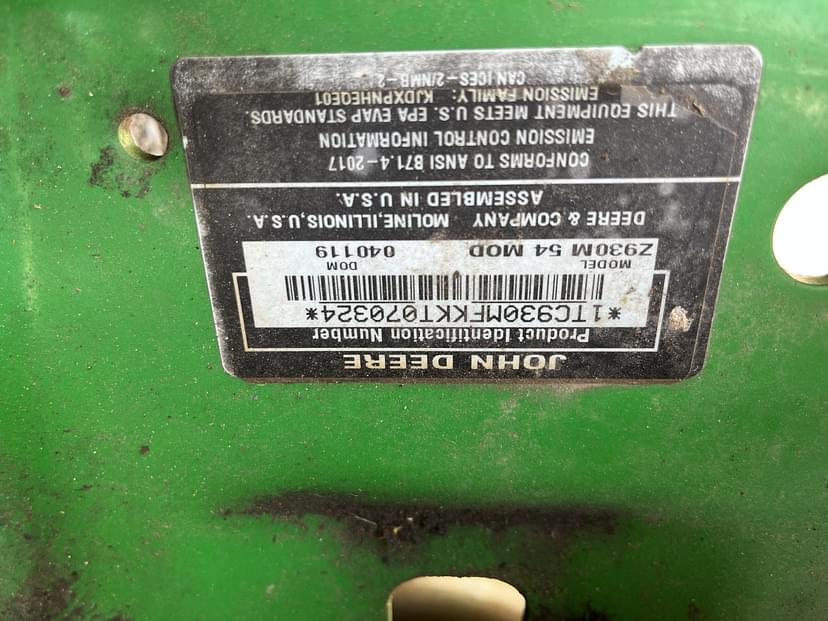 JOHN DEERE
Product Identification Number
*1TC930MFKKT070324*
MODEL DOM
Z930M 54 MOD 040119
DEERE & COMPANY MOLINE,ILLINOIS,U.S.A.
ASSEMBLED IN U.S.A.
CONFORMS TO ANSI B71.4-2017
EMISSION CONTROL INFORMATION
THIS EQUIPMENT MEETS U.S. EPA EVAP STANDARDS.
EMISSION FAMILY: KJDXPNHEQE01
CAN ICES-2/NMB-2